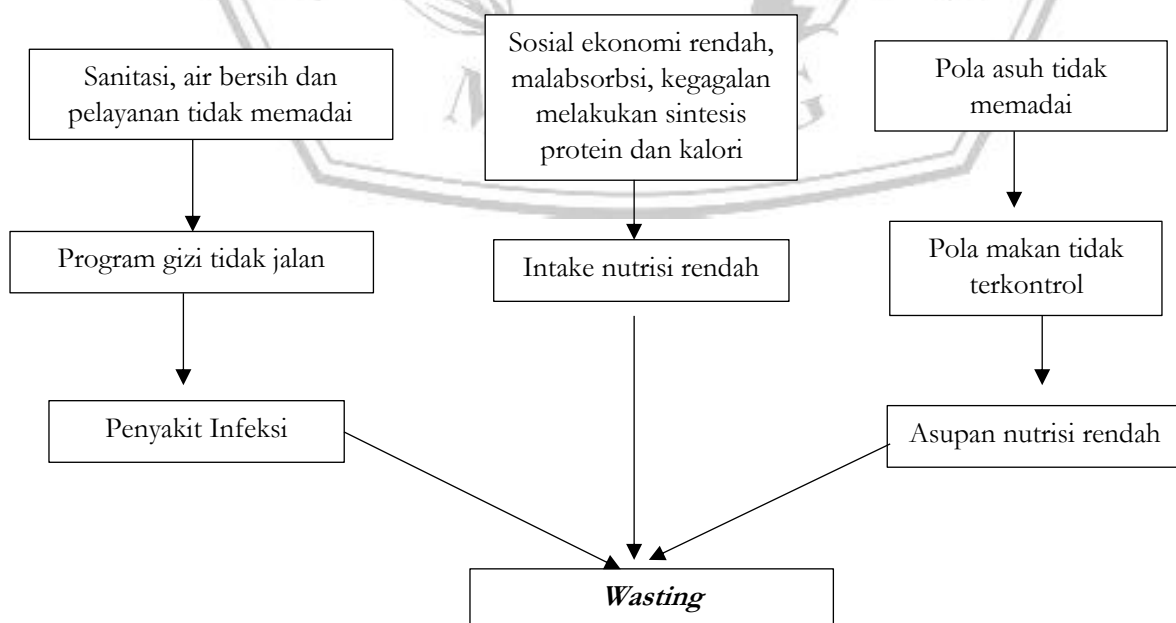 Sanitasi, air bersih dan
pelayanan tidak memadai
Sosial ekonomi rendah,
malabsorbsi, kegagalan
melakukan sintesis
protein dan kalori
Pola asuh tidak
memadai
Program gizi tidak jalan
Intake nutrisi rendah
Pola makan tidak
terkontrol
Penyakit Infeksi
Asupan nutrisi rendah
Wasting